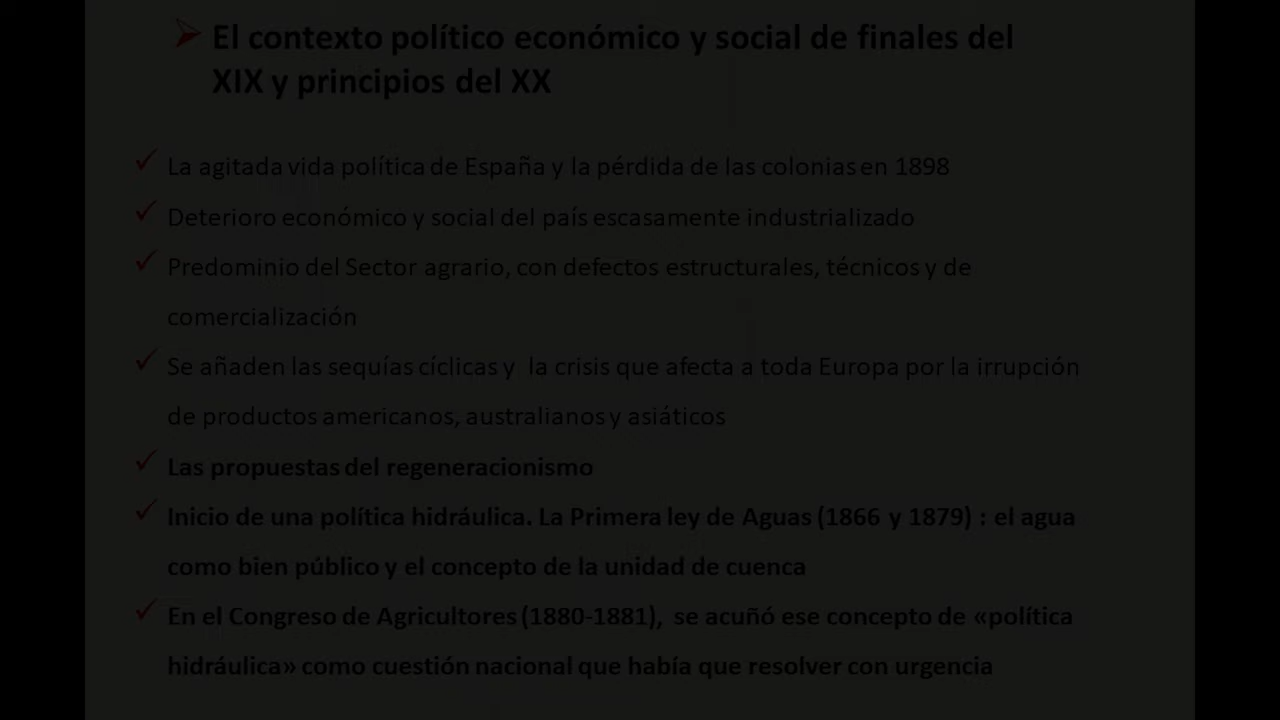 El contexto político económico y social de finales del
XIX y principios del XX
La agitada vida política de España y la pérdida de las colonias en 1898
Deterioro económico y social del país escasamente industrializado
Predominio del Sector agrario, con defectos estructurales, técnicos y de
comercialización
Se añaden las sequías cíclicas y la crisis que afecta a toda Europa por la irrupción
de productos americanos, australianos y asiáticos
Las propuestas del regeneracionismo
Inicio de una política hidráulica. La Primera ley de Aguas (1866 y 1879) : el agua
como bien público y el concepto de la unidad de cuenca
En el Congreso de Agricultores (1880-1881), se acuñó ese concepto de «política
hidráulica» como cuestión nacional que había que resolver con urgencia